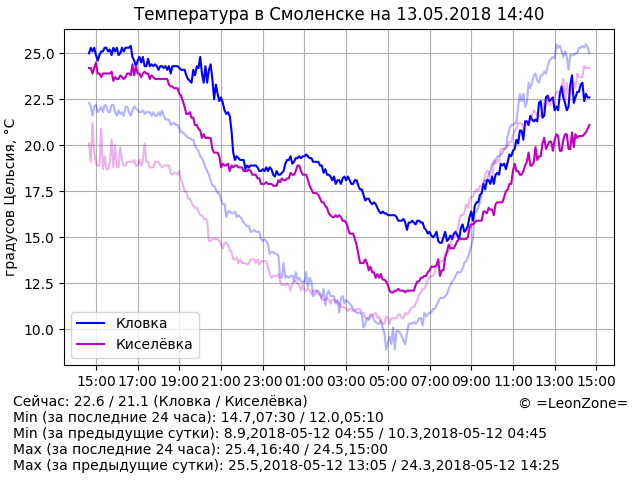 Температура в Смоленске на 13.05.2018 14:40
градусов Цельсия, °C
25.0
22.5
20.0
17.5
15.0
12.5
10.0
Кловка
Киселёвка
15:00 17:00 19:00 21:00 23:00 01:00 03:00 05:00 07:00 09:00 11:00 13:00 15:00
Сейчас: 22.6 / 21.1 (Кловка / Киселёвка)
© =LeonZone=
Min (за последние 24 часа): 14.7,07:30 / 12.0,05:10
Min (за предыдущие сутки): 8.9,2018-05-12 04:55 / 10.3,2018-05-12 04:45
Max (за последние 24 часа): 25.4,16:40 / 24.5,15:00
Max (за предыдущие сутки): 25.5,2018-05-12 13:05 / 24.3,2018-05-12 14:25